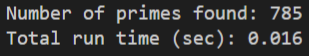 Number of primes found: 785
Total run time (sec): 0.016